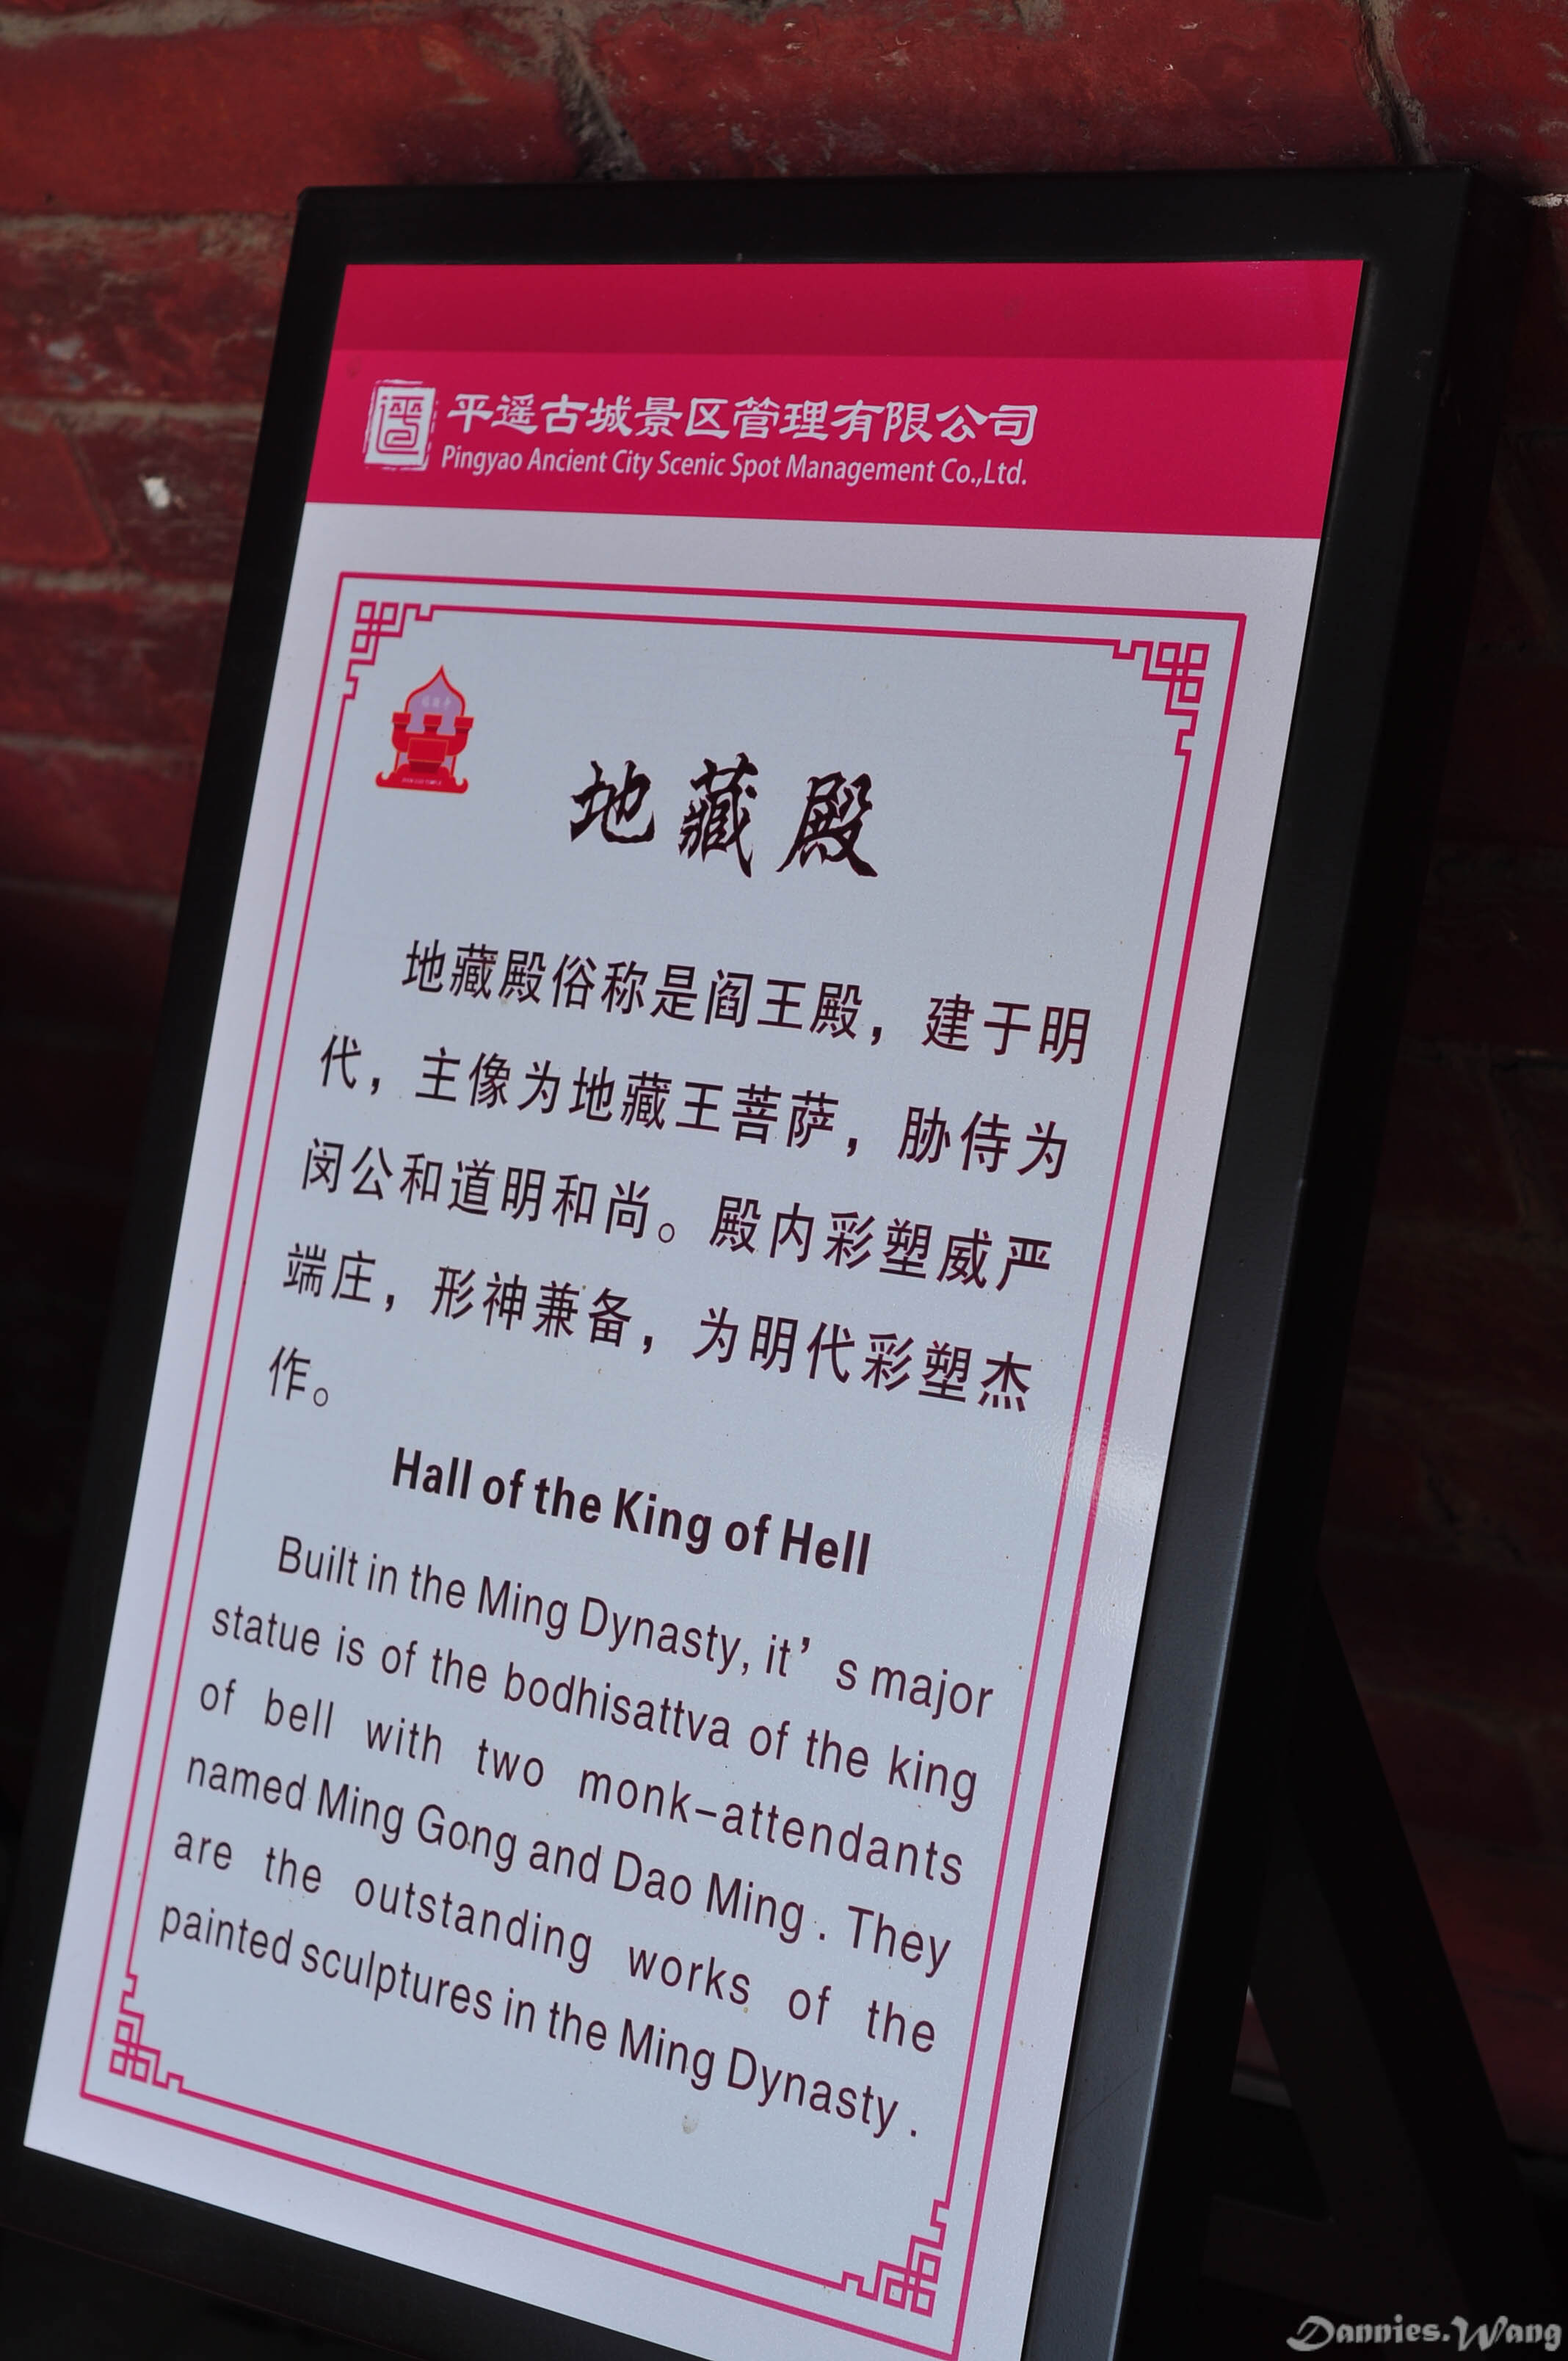 平遥古城景区管理有限公司
Pingyao Ancient City Scenic Spot Management Co.,Ltd.
地藏殿
地藏殿俗称是阎王殿，建于明
代，主像为地藏王菩萨，胁侍为
闵公和道明和尚。殿内彩塑威严
端庄，形神兼备，为明代彩塑杰
作。
Hall of the King of Hell
Built in the Ming Dynasty, it’s major
statue is of the bodhisattva of the king
of bell with two monk-attendants
named Ming Gong and Dao Ming . They
are the outstanding works of the
painted sculptures in the Ming Dynasty .
Dannies.Wang